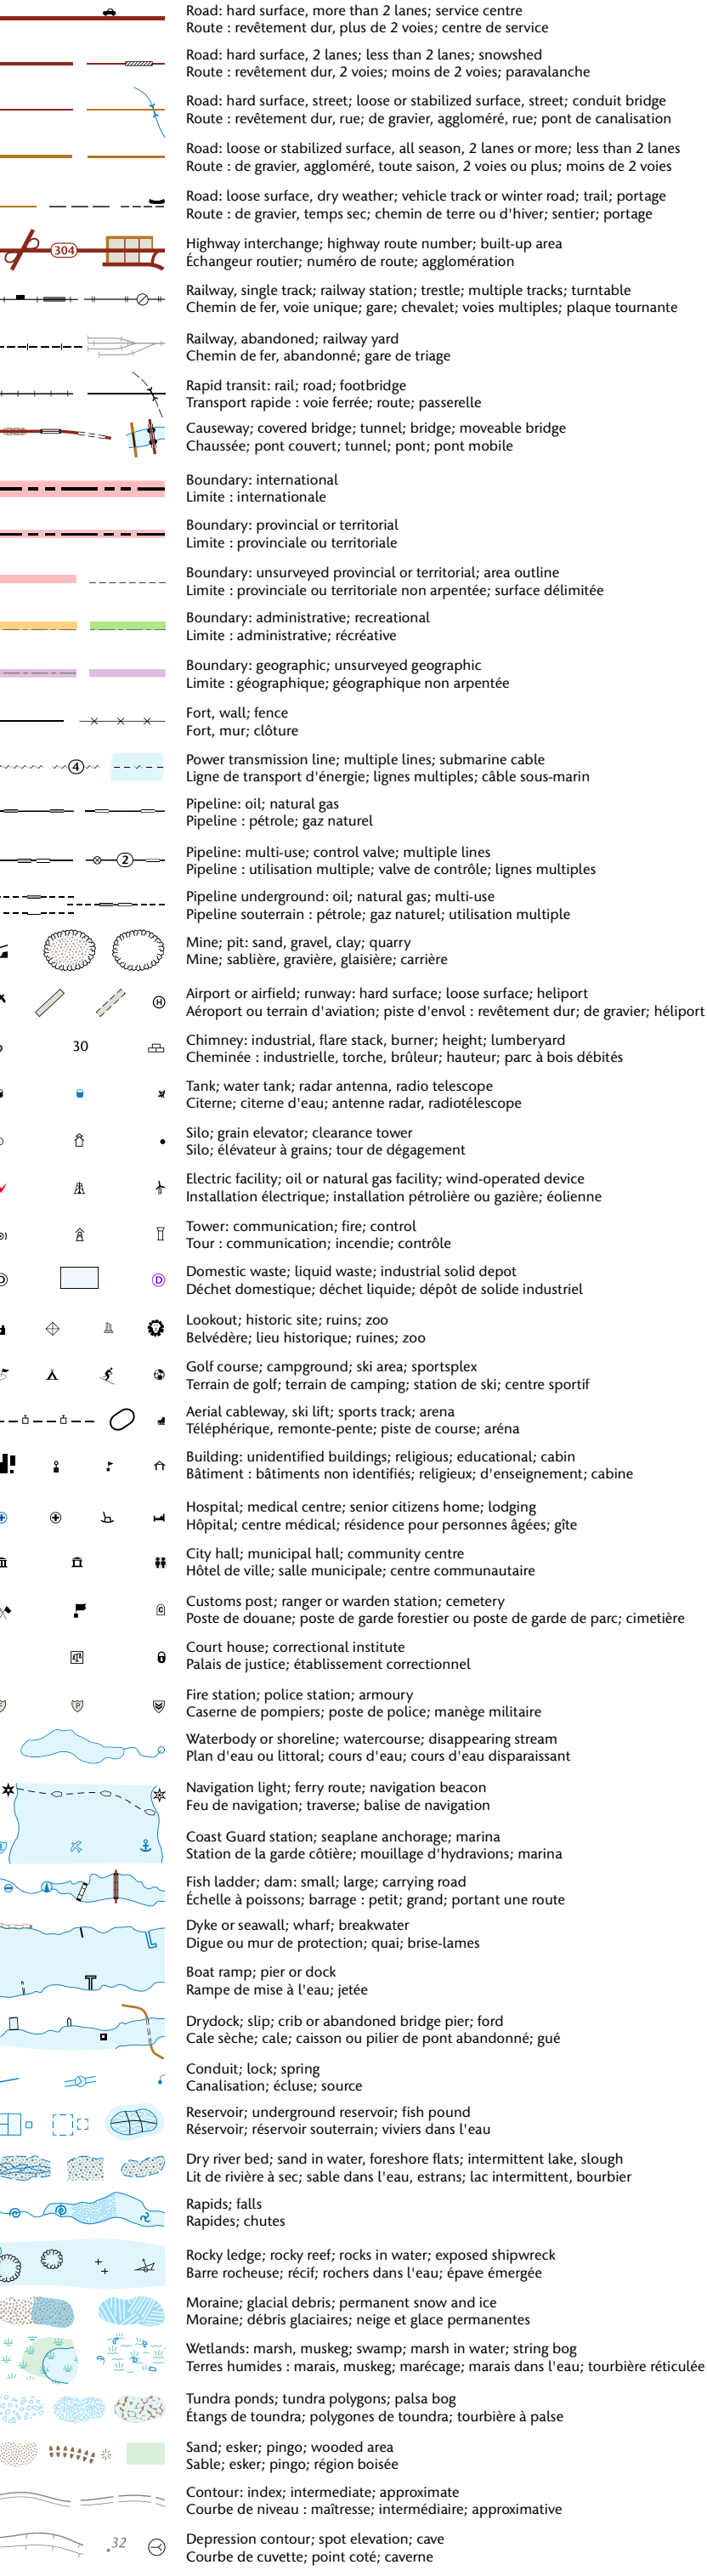 Road: hard surface, more than 2 lanes; service centre
Route : revêtement dur, plus de 2 voies; centre de service
Road: hard surface, 2 lanes; less than 2 lanes; snowshed
Route : revêtement dur, 2 voies; moins de 2 voies; paravalanche
Road: hard surface, street; loose or stabilized surface, street; conduit bridge
Route : revêtement dur, rue; de gravier, aggloméré, rue; pont de canalisation
Road: loose or stabilized surface, all season, 2 lanes or more; less than 2 lanes
Route : de gravier, aggloméré, toute saison, 2 voies ou plus; moins de 2 voies
Road: loose surface, dry weather; vehicle track or winter road; trail; portage
Route : de gravier, temps sec; chemin de terre ou d'hiver; sentier; portage
304
Highway interchange; highway route number; built-up area
Échangeur routier; numéro de route; agglomération
Railway, single track; railway station; trestle; multiple tracks; turntable
Chemin de fer, voie unique; gare; chevalet; voies multiples; plaque tournante
Railway, abandoned; railway yard
Chemin de fer, abandonné; gare de triage
Rapid transit: rail; road; footbridge
Transport rapide : voie ferrée; route; passerelle
Causeway; covered bridge; tunnel; bridge; moveable bridge
Chaussée; pont couvert; tunnel; pont; pont mobile
Boundary: international
Limite : internationale
Boundary: provincial or territorial
Limite : provinciale ou territoriale
Boundary: unsurveyed provincial or territorial; area outline
Limite : provinciale ou territoriale non arpentée; surface délimitée
Boundary: administrative; recreational
Limite : administrative; récréative
Boundary: geographic; unsurveyed geographic
Limite : géographique; géographique non arpentée
Fort, wall; fence
Fort, mur; clôture
4
Power transmission line; multiple lines; submarine cable
Ligne de transport d'énergie; lignes multiples; câble sous-marin
Pipeline: oil; natural gas
Pipeline : pétrole; gaz naturel
2
Pipeline: multi-use; control valve; multiple lines
Pipeline : utilisation multiple; valve de contrôle; lignes multiples
Pipeline underground: oil; natural gas; multi-use
Pipeline souterrain : pétrole; gaz naturel; utilisation multiple
Mine; pit: sand, gravel, clay; quarry
Mine; sablière, gravière, glaisière; carrière
H
Airport or airfield; runway: hard surface; loose surface; heliport
Aéroport ou terrain d'aviation; piste d'envol : revêtement dur; de gravier; héliport
30
Chimney: industrial, flare stack, burner; height; lumberyard
Cheminée : industrielle, torche, brûleur; hauteur; parc à bois débités
Tank; water tank; radar antenna, radio telescope
Citerne; citerne d'eau; antenne radar, radiotélescope
Silo; grain elevator; clearance tower
Silo; élévateur à grains; tour de dégagement
Electric facility; oil or natural gas facility; wind-operated device
Installation électrique; installation pétrolière ou gazière; éolienne
Tower: communication; fire; control
Tour : communication; incendie; contrôle
D D
Domestic waste; liquid waste; industrial solid depot
Déchet domestique; déchet liquide; dépôt de solide industriel
Lookout; historic site; ruins; zoo
Belvédère; lieu historique; ruines; zoo
Golf course; campground; ski area; sportsplex
Terrain de golf; terrain de camping; station de ski; centre sportif
Aerial cableway, ski lift; sports track; arena
Téléphérique, remonte-pente; piste de course; aréna
Building: unidentified buildings; religious; educational; cabin
Bâtiment : bâtiments non identifiés; religieux; d'enseignement; cabine
Hospital; medical centre; senior citizens home; lodging
Hôpital; centre médical; résidence pour personnes âgées; gîte
City hall; municipal hall; community centre
Hôtel de ville; salle municipale; centre communautaire
C
Customs post; ranger or warden station; cemetery
Poste de douane; poste de garde forestier ou poste de garde de parc; cimetière
Court house; correctional institute
Palais de justice; établissement correctionnel
F P
Fire station; police station; armoury
Caserne de pompiers; poste de police; manège militaire
Waterbody or shoreline; watercourse; disappearing stream
Plan d'eau ou littoral; cours d'eau; cours d'eau disparaissant
Navigation light; ferry route; navigation beacon
Feu de navigation; traverse; balise de navigation
Coast Guard station; seaplane anchorage; marina
Station de la garde côtière; mouillage d'hydravions; marina
Fish ladder; dam: small; large; carrying road
Échelle à poissons; barrage : petit; grand; portant une route
Dyke or seawall; wharf; breakwater
Digue ou mur de protection; quai; brise-lames
Boat ramp; pier or dock
Rampe de mise à l'eau; jetée
Drydock; slip; crib or abandoned bridge pier; ford
Cale sèche; cale; caisson ou pilier de pont abandonné; gué
Conduit; lock; spring
Canalisation; écluse; source
Reservoir; underground reservoir; fish pound
Réservoir; réservoir souterrain; viviers dans l'eau
Dry river bed; sand in water, foreshore flats; intermittent lake, slough
Lit de rivière à sec; sable dans l'eau, estrans; lac intermittent, bourbier
Rapids; falls
Rapides; chutes
Rocky ledge; rocky reef; rocks in water; exposed shipwreck
Barre rocheuse; récif; rochers dans l'eau; épave émergée
Moraine; glacial debris; permanent snow and ice
Moraine; débris glaciaires; neige et glace permanentes
Wetlands: marsh, muskeg; swamp; marsh in water; string bog
Terres humides : marais, muskeg; marécage; marais dans l'eau; tourbière réticulée
Tundra ponds; tundra polygons; palsa bog
Étangs de toundra; polygones de toundra; tourbière à palse
Sand; esker; pingo; wooded area
Sable; esker; pingo; région boisée
Contour: index; intermediate; approximate
Courbe de niveau : maîtresse; intermédiaire; approximative
.32
Depression contour; spot elevation; cave
Courbe de cuvette; point coté; caverne